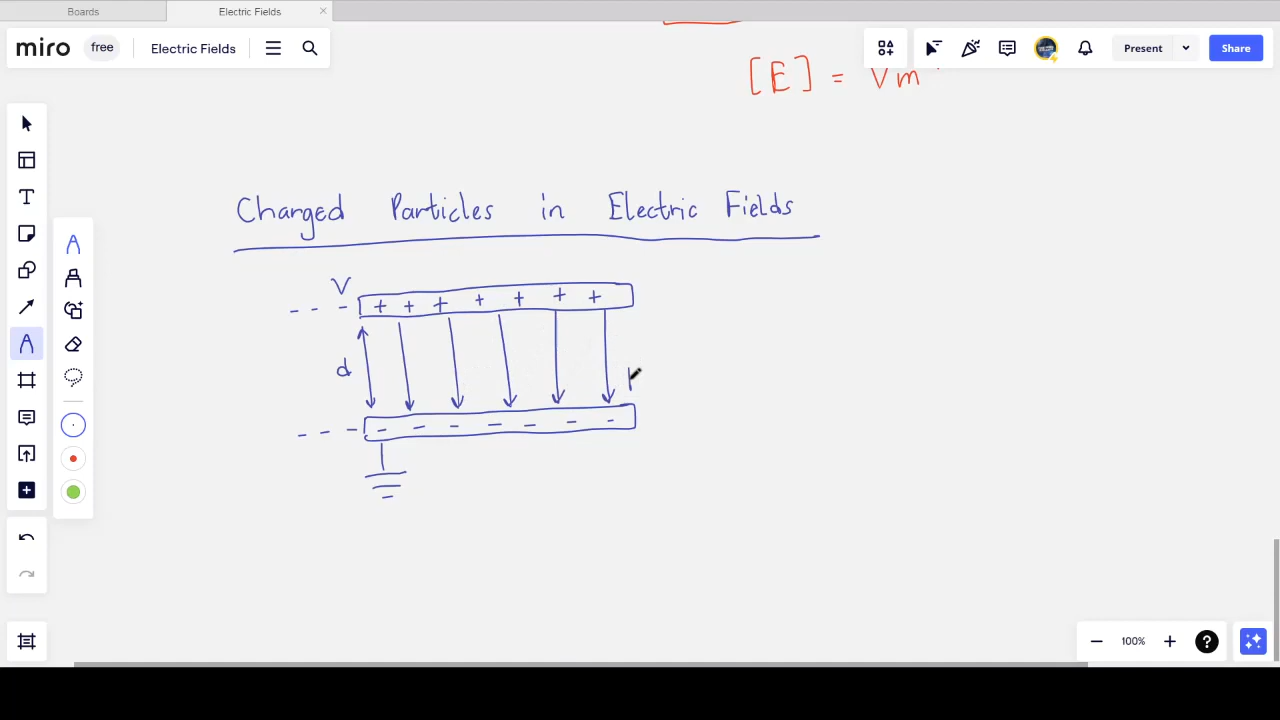 Boards
Electric Fields
miro free Electric Fields
Present
Share
[E] = Vm
Charged Particles in Electric Fields
V
+ + + + + + +
d
- - - - - - -
100%